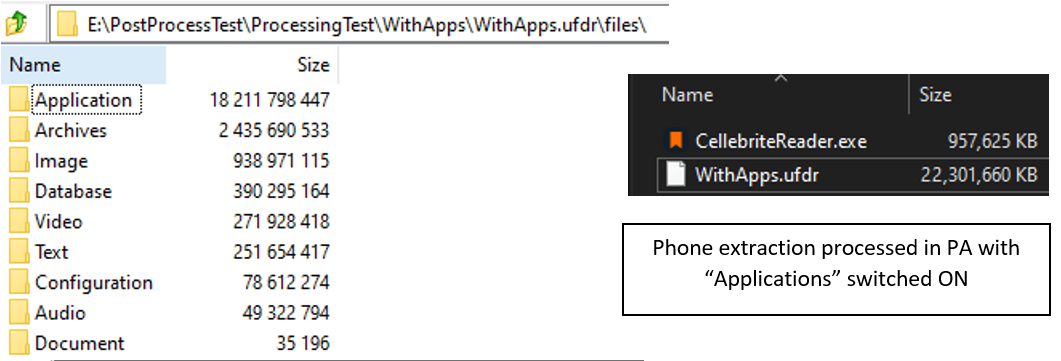 E:\PostProcessTest\ProcessingTest\WithApps\WithApps.ufdr\files\
Name Size
Application 18 211 798 447
Archives 2 435 690 533
Image 938 971 115
Database 390 295 164
Video 271 928 418
Text 251 654 417
Configuration 78 612 274
Audio 49 322 794
Document 35 196
Name Size
CellebriteReader.exe 957,625 KB
WithApps.ufdr 22,301,660 KB
Phone extraction processed in PA with
“Applications” switched ON